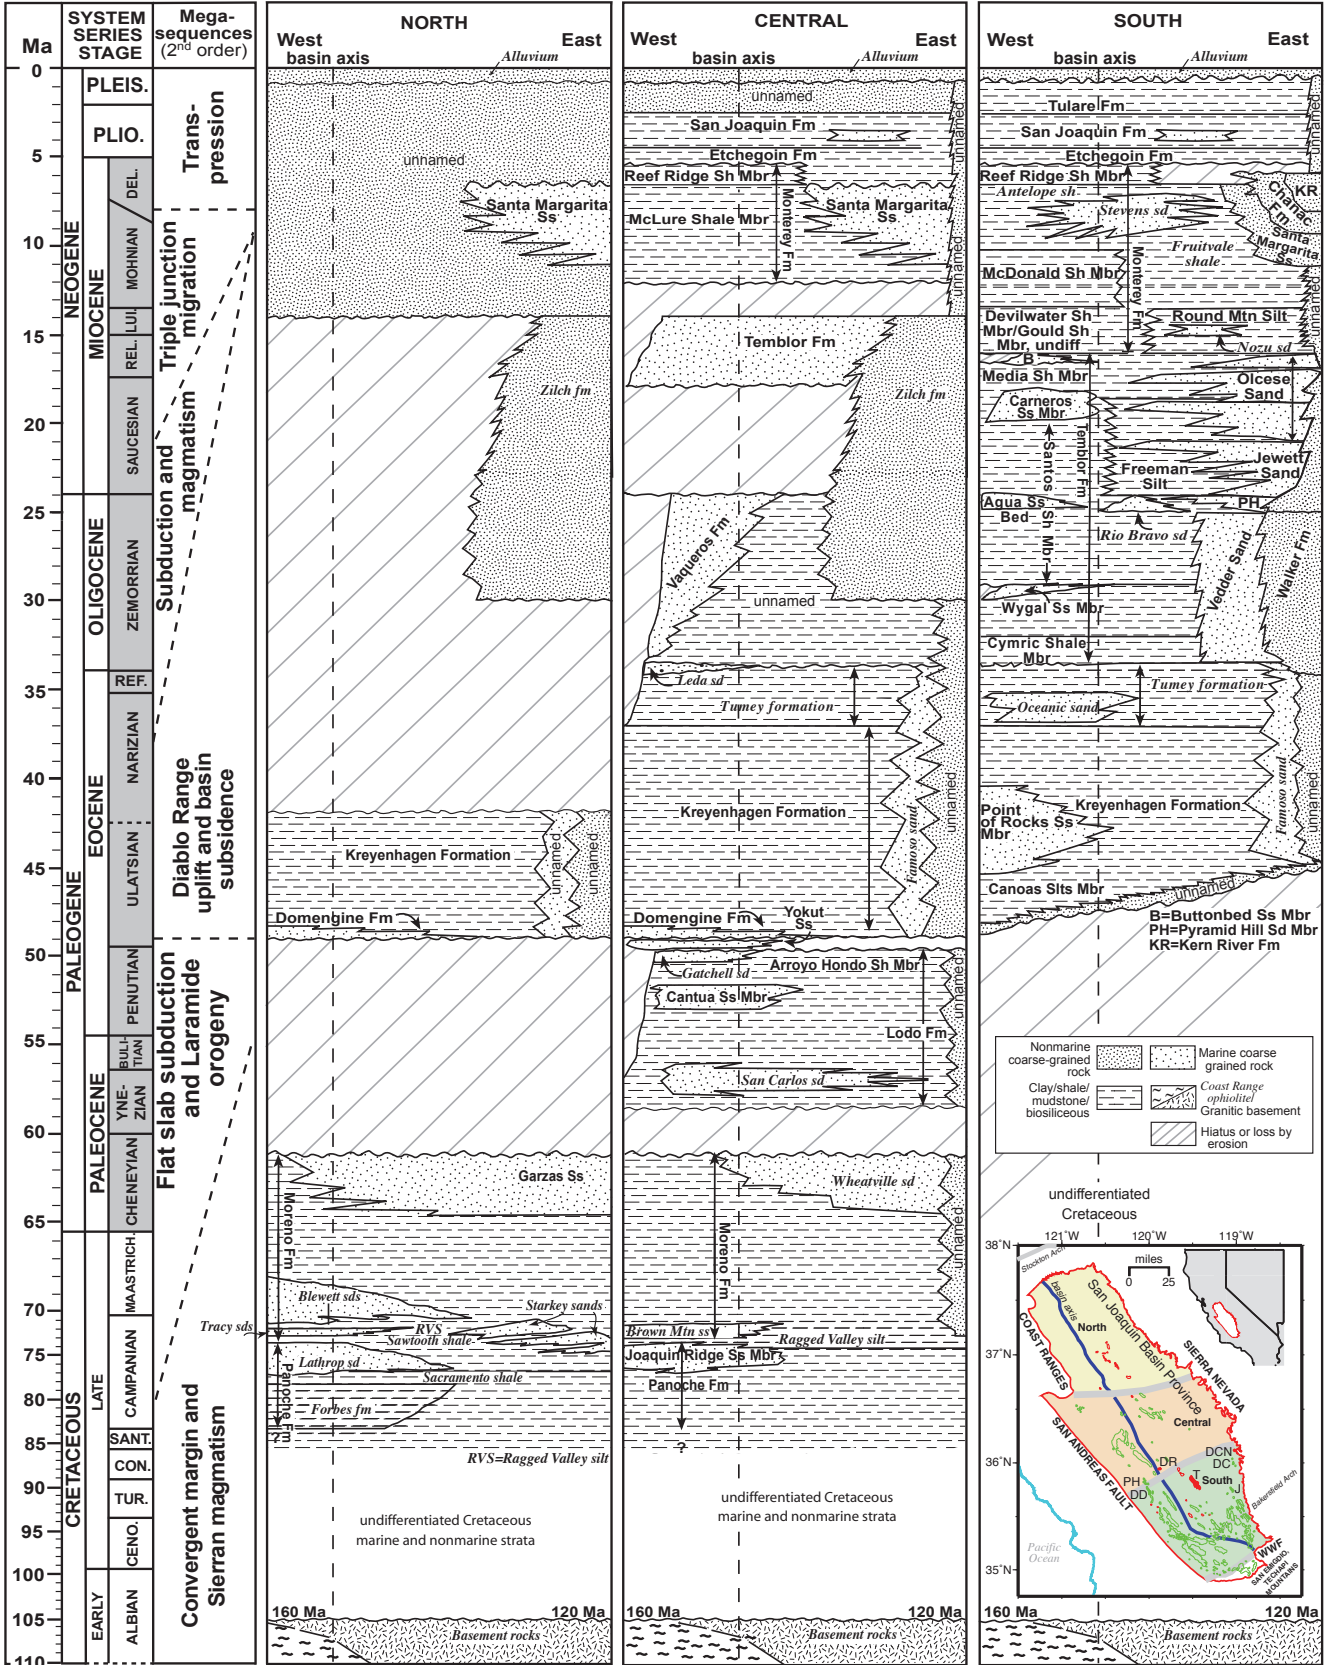 Ma
SYSTEM
SERIES
STAGE
Mega-
sequences
(2nd order)
0
5
10
15
20
25
30
35
40
45
50
55
60
65
70
75
80
85
90
95
100
105
110
NEOGENE
PALEOGENE
CRETACEOUS
PLEIS.
PLIO.
MIOCENE
OLIGOCENE
EOCENE
PALEOCENE
LATE
EARLY
DEL.
MOHNIAN
LUI.
REL.
SAUCESIAN
ZEMORRIAN
REF.
NARIZIAN
ULATISIAN
PENUTIAN
BULI-
TIAN
YNE-
ZIAN
CHENEYIAN
MAASTRICH.
CAMPANIAN
SANT.
CON.
TUR.
CENO.
ALBIAN
Trans-
pression
Triple junction
migration
Subduction and
magmatism
Diablo Range
uplift and basin
subsidence
Flat slab subduction
and Laramide
orogeny
Convergent margin and
Sierran magmatism
NORTH
West
East
basin axis
Alluvium
unnamed
Santa Margarita
Ss
Zilch fm
Kreyenhagen Formation
unnamed
unnamed
Domengine Fm
Garzas Ss
Moreno Fm
Blewett sds
Tracy sds
RVS
Starkey sands
Sawtooth shale
Lathrop sd
Sacramento shale
Panoche Fm
Forbes fm
?
RVS=Ragged Valley silt
undifferentiated Cretaceous
marine and nonmarine strata
160 Ma
120 Ma
Basement rocks
CENTRAL
West
East
basin axis
Alluvium
unnamed
San Joaquin Fm
unnamed
Etchegoin Fm
Reef Ridge Sh Mbr
Santa Margarita
Ss
McLure Shale Mbr
Monterey Fm
unnamed
Temblor Fm
Zilch fm
Vaqueros Fm
unnamed
Leda sd
Tumey formation
Kreyenhagen Formation
Famoso sand
unnamed
Domengine Fm
Yokut
Ss
Gatchell sd
Arroyo Hondo Sh Mbr
Cantua Ss Mbr
unnamed
Lodo Fm
San Carlos sd
Wheatville sd
Moreno Fm
unnamed
Brown Mtn ss
Ragged Valley silt
Joaquin Ridge Ss Mbr
Panoche Fm
?
undifferentiated Cretaceous
marine and nonmarine strata
160 Ma
120 Ma
Basement rocks
SOUTH
West
East
basin axis
Alluvium
Tulare Fm
San Joaquin Fm
unnamed
Etchegoin Fm
Reef Ridge Sh Mbr
Antelope sh
Stevens sd
Chanac
Fm
KR
Santa
Margarita
Ss
Fruitvale
shale
McDonald Sh Mbr
Monterey Fm
unnamed
Devilwater Sh
Mbr/Gould Sh
Mbr, undiff
Round Mtn Silt
Nozu sd
B
Media Sh Mbr
Olcese
Sand
Carneros
Ss Mbr
Santos Sh Mbr
Temblor Fm
Freeman
Silt
Jewett
Sand
Agua Ss
Bed
PH
Rio Bravo sd
Vedder Sand
Walker Fm
Wygal Ss Mbr
Cymric Shale
Mbr
Tumey formation
Oceanic sand
Point
of Rocks Ss
Mbr
Kreyenhagen Formation
Famoso sand
Canoas Slts Mbr
unnamed
B=Buttonbed Ss Mbr
PH=Pyramid Hill Sd Mbr
KR=Kern River Fm
Nonmarine
coarse-grained
rock
Marine coarse
grained rock
Clay/shale/
mudstone/
biosiliceous
Coast Range
ophiolitel
Granitic basement
Hiatus or loss by
erosion
undifferentiated
Cretaceous
38°N
37°N
36°N
35°N
121°W
120°W
119°W
miles
0
25
Stockton Arch
basin axis
North
San Joaquin Basin Province
COAST RANGES
SIERRA NEVADA
Central
SAN ANDREAS FAULT
DCN
DC
DR
T
South
PH
DD
J
Bakersfield Arch
WWF
SAN EMIGDIO,
TECHAPI
MOUNTAINS
Pacific
Ocean
160 Ma
120 Ma
Basement rocks